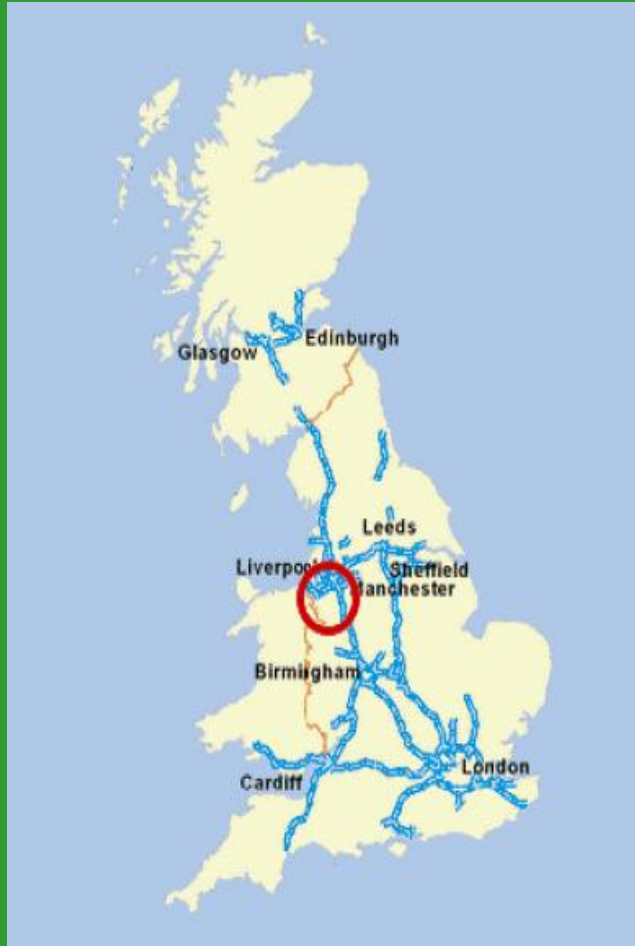 Edinburgh
Glasgow
Leeds
Liverpool
Sheffield
Manchester
Birmingham
London
Cardiff